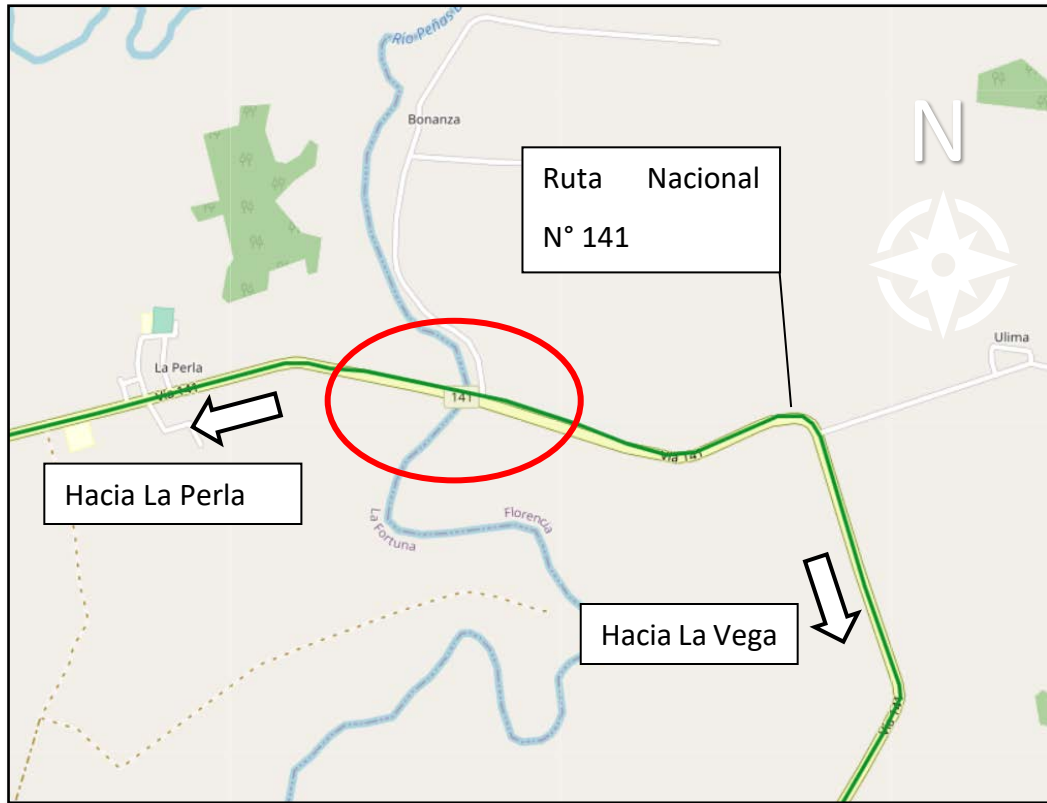 Río Peñas
Bonanza
N
Ruta Nacional
N° 141
Ulima
La Perla
Vía 141
141
Vía 141
Hacia La Perla
La Fortuna
Florencia
Hacia La Vega
Vía 141